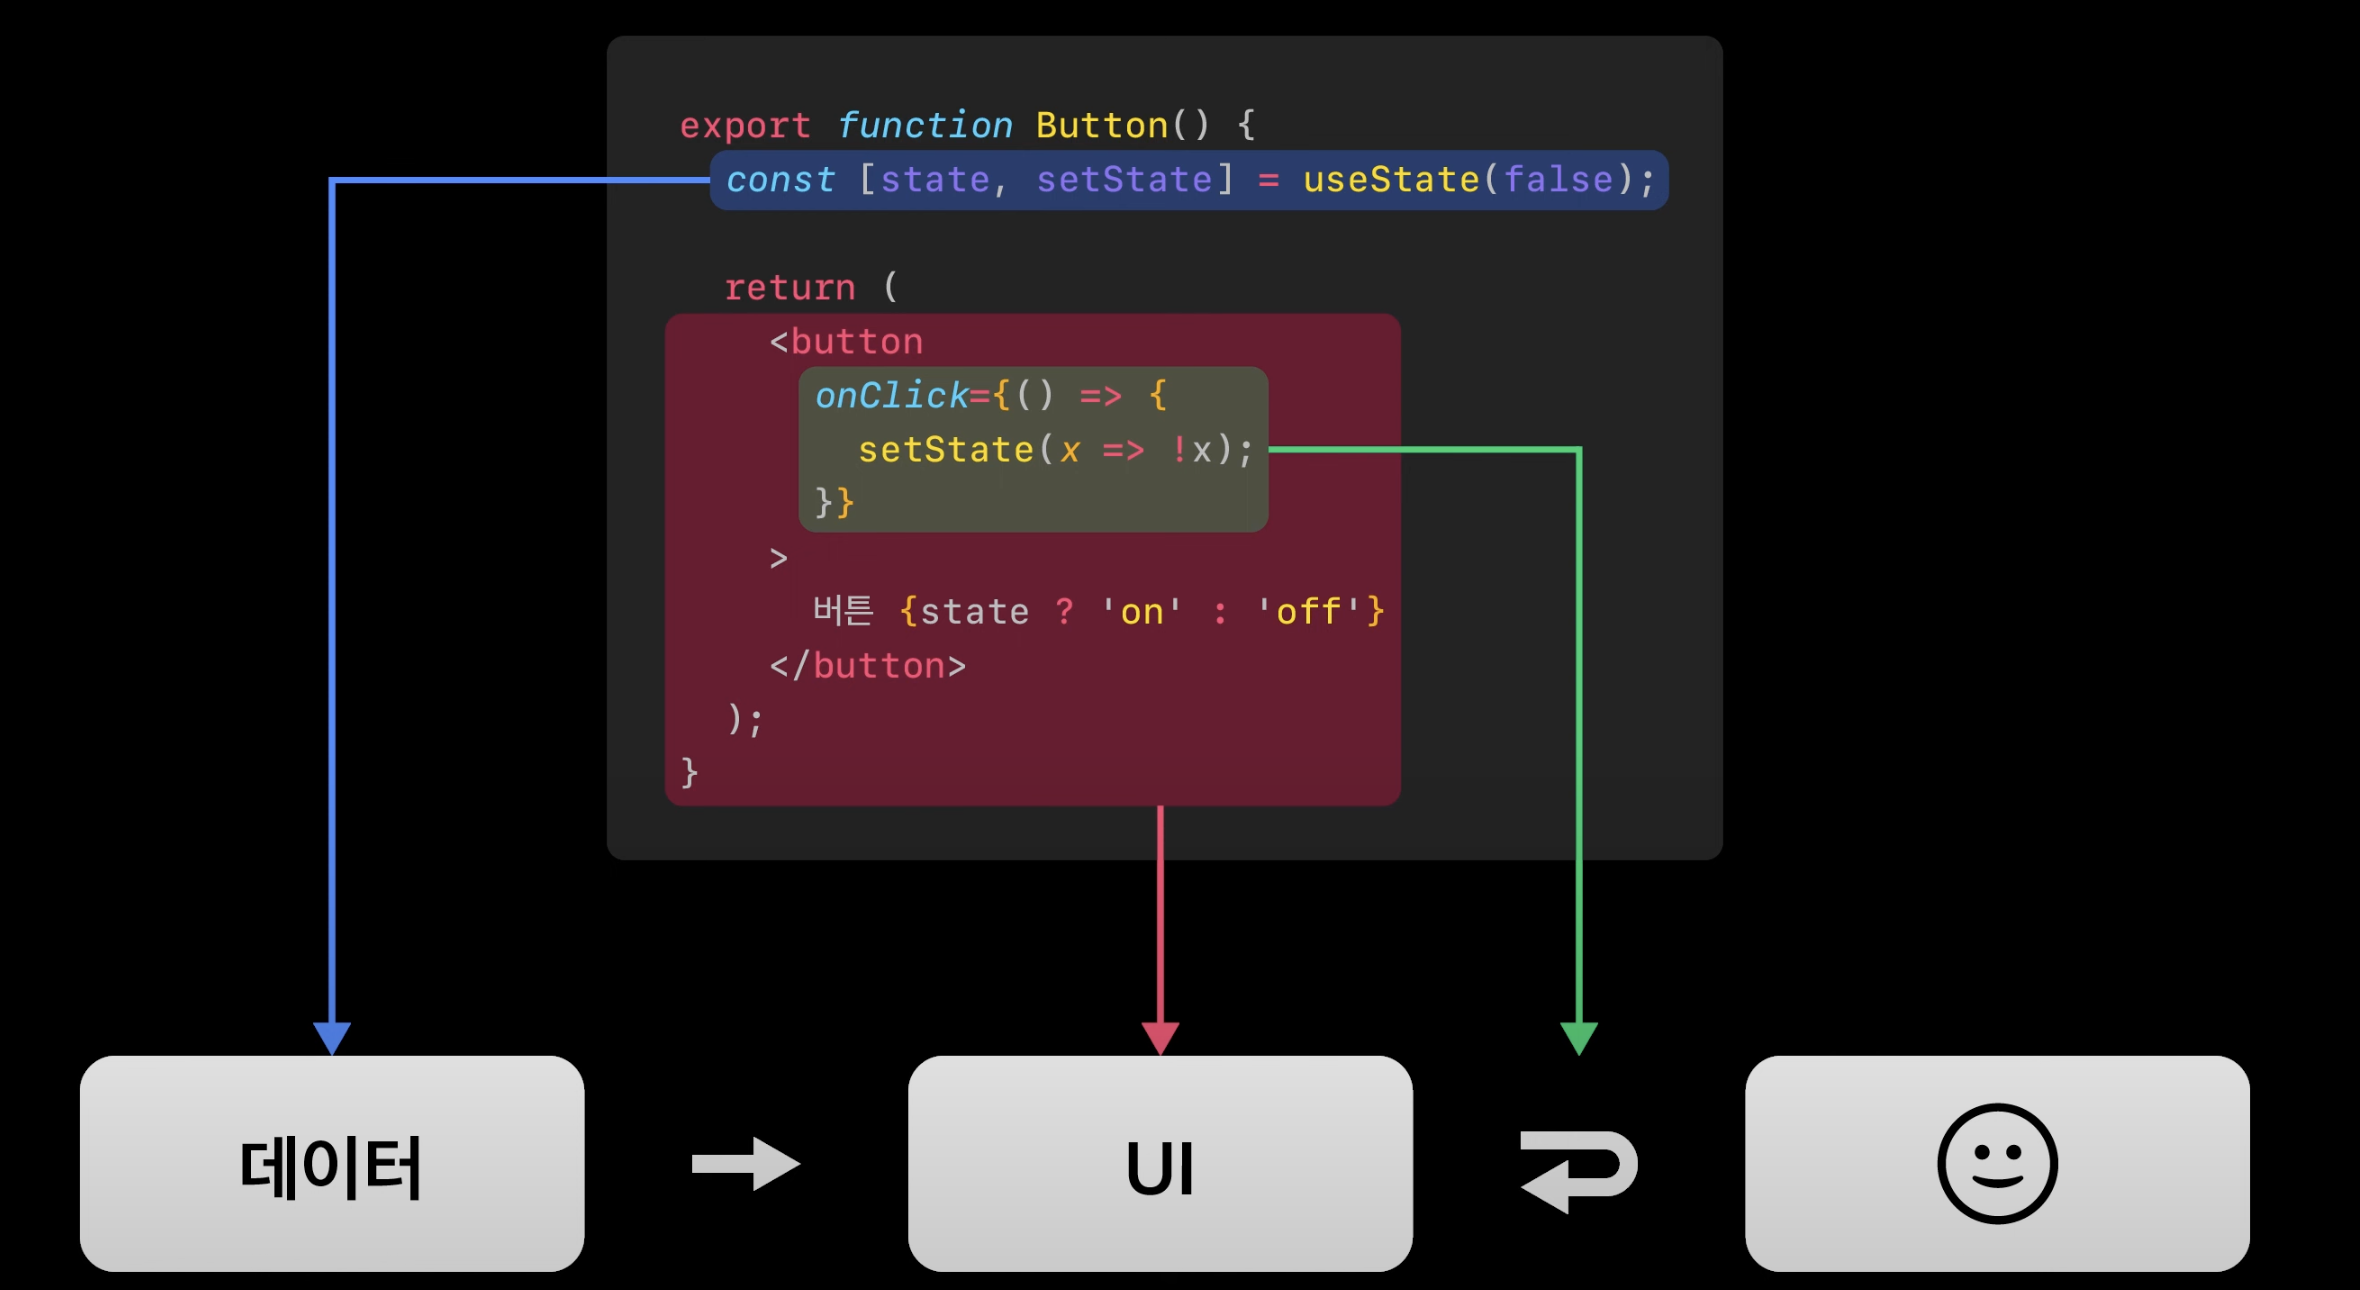 export function Button() {
const [state, setState] = useState(false);
return (
<button
onClick={() => {
setState(x => !x);
}}
>
버튼 {state ? 'on' : 'off'}
</button>
);
}
데이터
UI